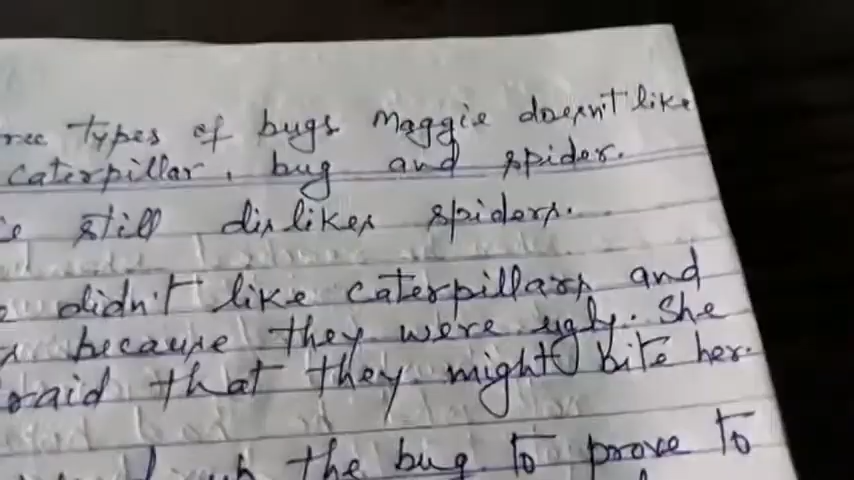 types of bugs Maggie doesn't like
caterpillar, bug and spider.
still dislikes spiders.
didn't like caterpillars and
because they were ugly. She
that they might bite her.
the bug to prove to